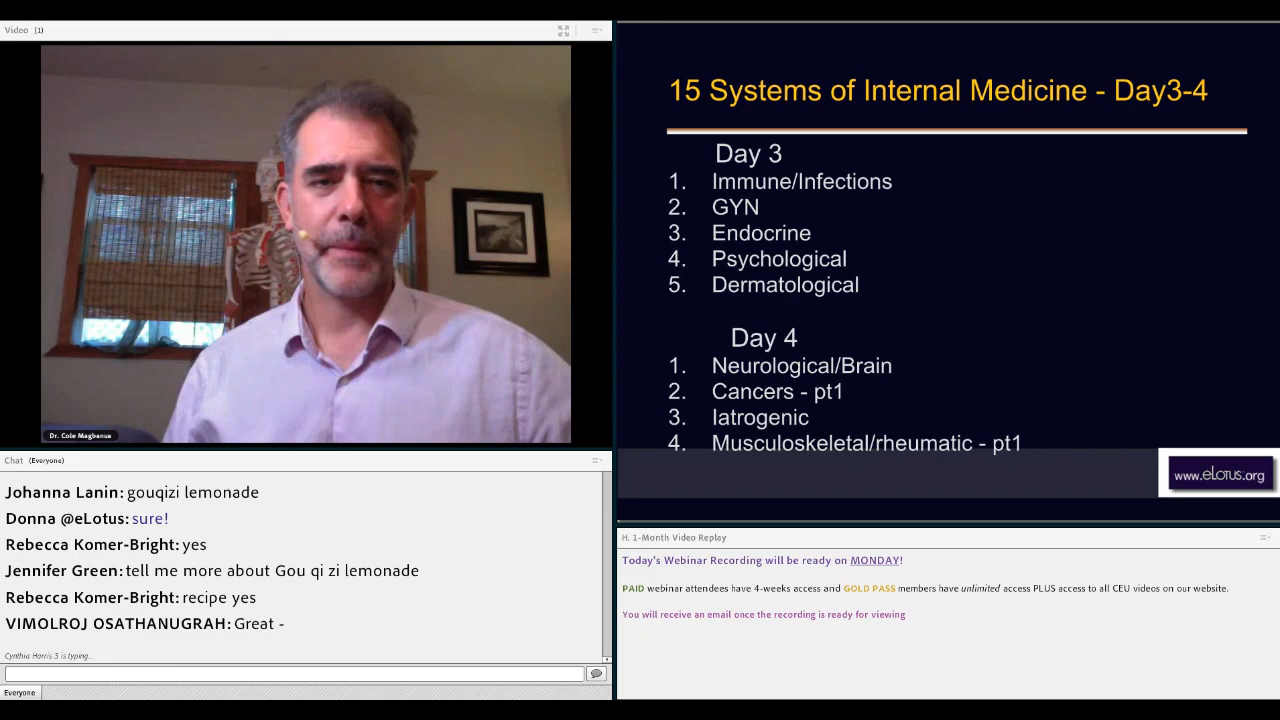 Video (1)
Dr. Cole Magbanua
15 Systems of Internal Medicine - Day3-4
Day 3
1. Immune/Infections
2. GYN
3. Endocrine
4. Psychological
5. Dermatological
Day 4
1. Neurological/Brain
2. Cancers - pt1
3. Iatrogenic
4. Musculoskeletal/rheumatic - pt1
www.eLotus.org
Chat (Everyone)
Johanna Lanin: gouqizi lemonade
Donna @eLotus: sure!
Rebecca Komer-Bright: yes
Jennifer Green: tell me more about Gou qi zi lemonade
Rebecca Komer-Bright: recipe yes
VIMOLROJ OSATHANUGRAH: Great -
Cynthia Harris 3 is typing...
Everyone
H. 1-Month Video Replay
Today's Webinar Recording will be ready on MONDAY!
PAID webinar attendees have 4-weeks access and GOLD PASS members have unlimited access PLUS access to all CEU videos on our website.
You will receive an email once the recording is ready for viewing